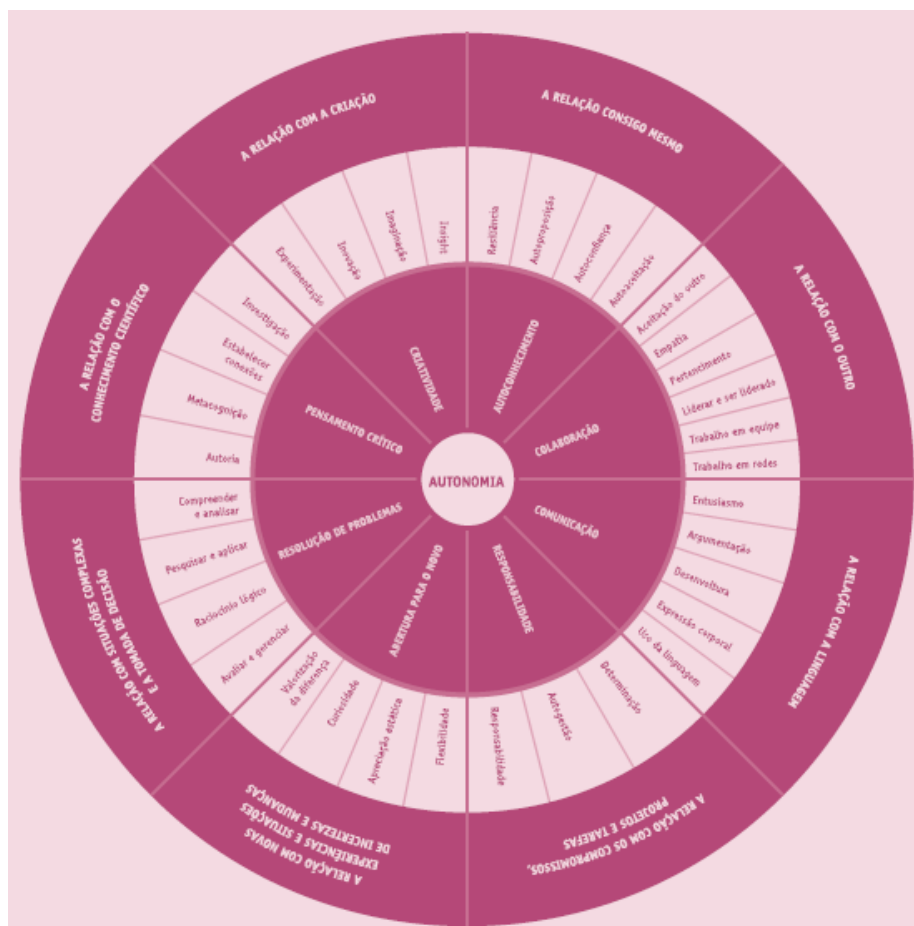 A RELAÇÃO COM A CRIAÇÃO
A RELAÇÃO CONSIGO MESMO
A RELAÇÃO COM O OUTRO
A RELAÇÃO COM A LINGUAGEM
A RELAÇÃO COM OS COMPROMISSOS,
PROJETOS E TAREFAS
A RELAÇÃO COM NOVAS
EXPERIÊNCIAS E SITUAÇÕES
DE INCERTEZAS E MUDANÇAS
A RELAÇÃO COM SITUAÇÕES COMPLEXAS
E A TOMADA DE DECISÃO
A RELAÇÃO COM O
CONHECIMENTO CIENTÍFICO
Resiliência
Autoproposição
Autoconfiança
Autoaceitação
Aceitação do outro
Empatia
Pertencimento
Liderar e ser liderado
Trabalho em equipe
Trabalho em redes
Entusiasmo
Argumentação
Desenvoltura
Expressão corporal
Uso da linguagem
Determinação
Autogestão
Responsabilidade
Flexibilidade
Apreciação estética
Curiosidade
Valorização
da diferença
Avaliar e gerenciar
Raciocínio lógico
Pesquisar e aplicar
Compreender
e analisar
Autoria
Metacognição
Estabelecer
conexões
Investigação
Experimentação
Inovação
Imaginação
Insight
CRIATIVIDADE
AUTOCONHECIMENTO
COLABORAÇÃO
COMUNICAÇÃO
RESPONSABILIDADE
ABERTURA PARA O NOVO
RESOLUÇÃO DE PROBLEMAS
PENSAMENTO CRÍTICO
AUTONOMIA